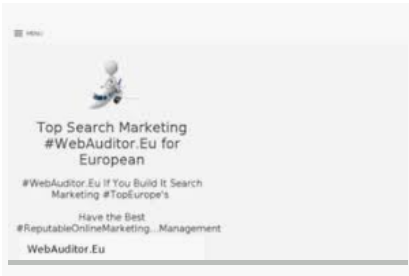 MENU
Top Search Marketing
#WebAuditor.Eu for
European
#WebAuditor.Eu If You Build It Search
Marketing #TopEurope's
Have the Best
#ReputableOnlineMarketing...Management
WebAuditor.Eu